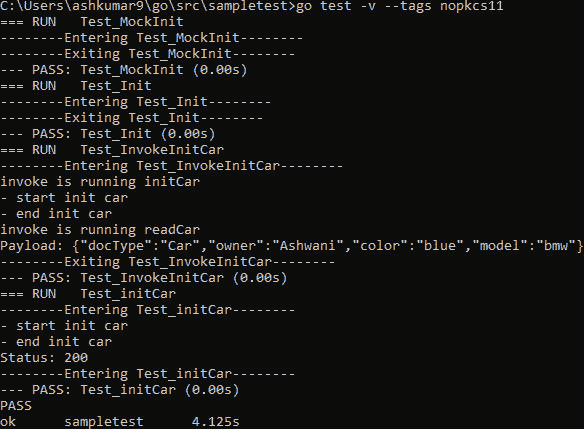 C:\Users\ashkumar9\go\src\sampletest>go test -v --tags nopkcs11
=== RUN   Test_MockInit
--------Entering Test_MockInit--------
--------Exiting Test_MockInit--------
--- PASS: Test_MockInit (0.00s)
=== RUN   Test_Init
--------Entering Test_Init--------
--------Exiting Test_Init--------
--- PASS: Test_Init (0.00s)
=== RUN   Test_InvokeInitCar
--------Entering Test_InvokeInitCar--------
invoke is running initCar
- start init car
- end init car
invoke is running readCar
Payload: {"docType":"Car","owner":"Ashwani","color":"blue","model":"bmw"}
--------Exiting Test_InvokeInitCar--------
--- PASS: Test_InvokeInitCar (0.00s)
=== RUN   Test_initCar
--------Entering Test_initCar--------
- start init car
- end init car
Status: 200
--------Entering Test_initCar--------
--- PASS: Test_initCar (0.00s)
PASS
ok      sampletest      4.125s